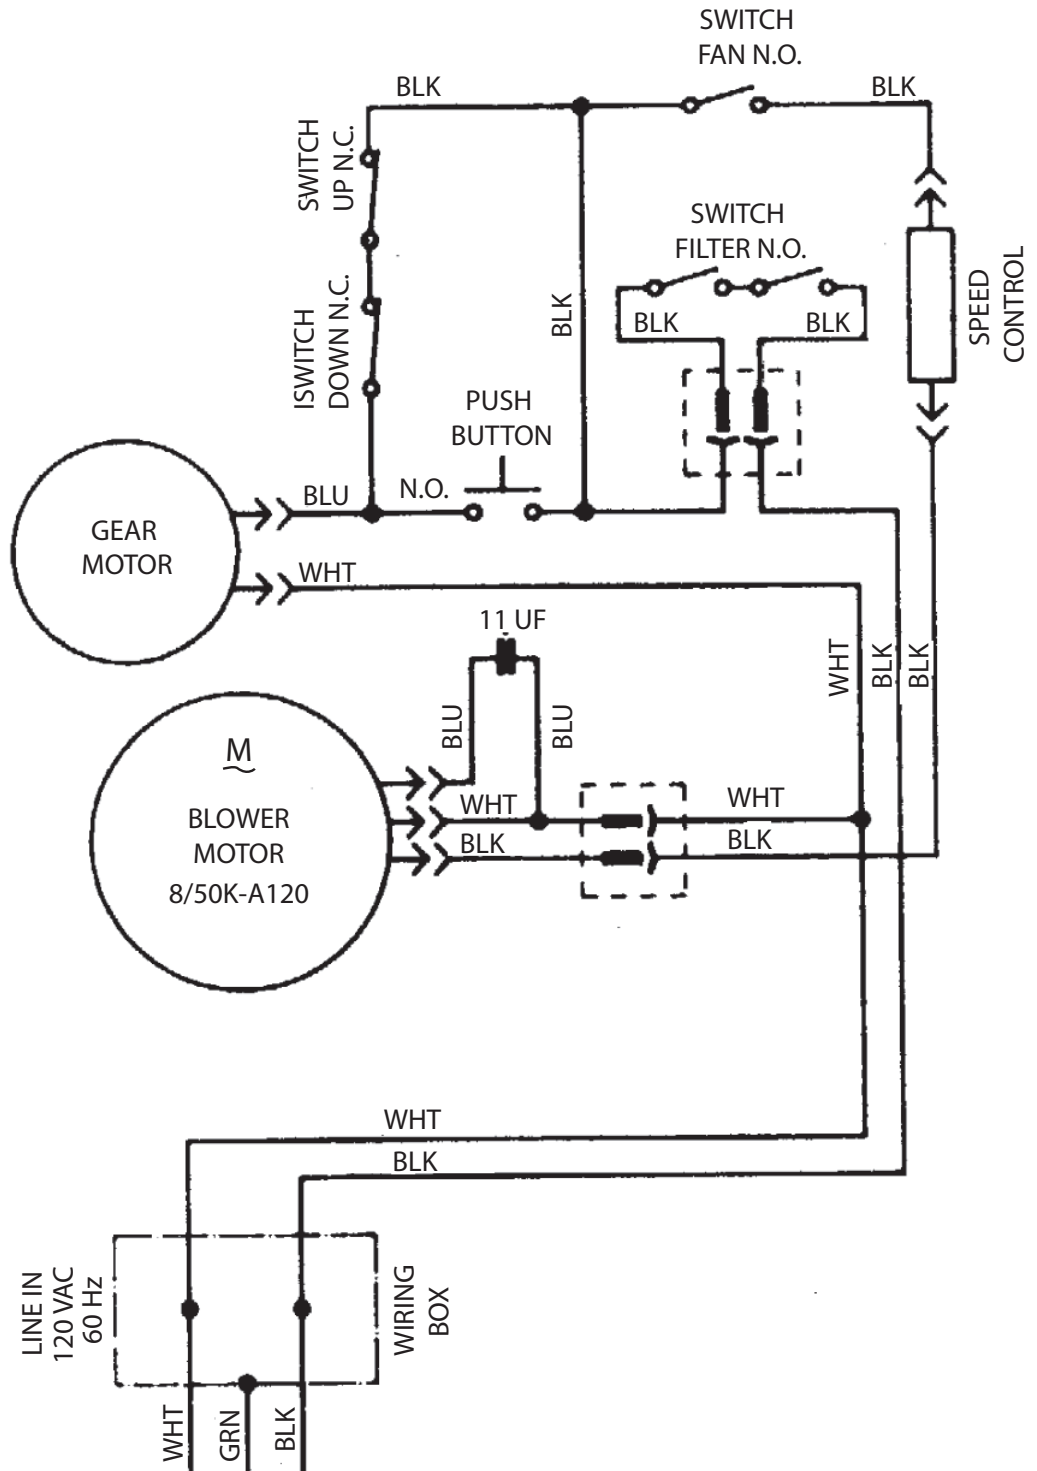 SWITCH
FAN N.O.
BLK
BLK
SWITCH
UP N.C.
SWITCH
FILTER N.O.
BLK
BLK
BLK
SPEED
CONTROL
ISWITCH
DOWN N.C.
PUSH
BUTTON
N.O.
BLU
GEAR
MOTOR
WHT
11 UF
WHT
BLK
BLK
BLU
BLU
M
BLOWER
MOTOR
8/50K-A120
WHT
BLK
WHT
BLK
WHT
BLK
LINE IN
120 VAC
60 Hz
WIRING
BOX
WHT
GRN
BLK